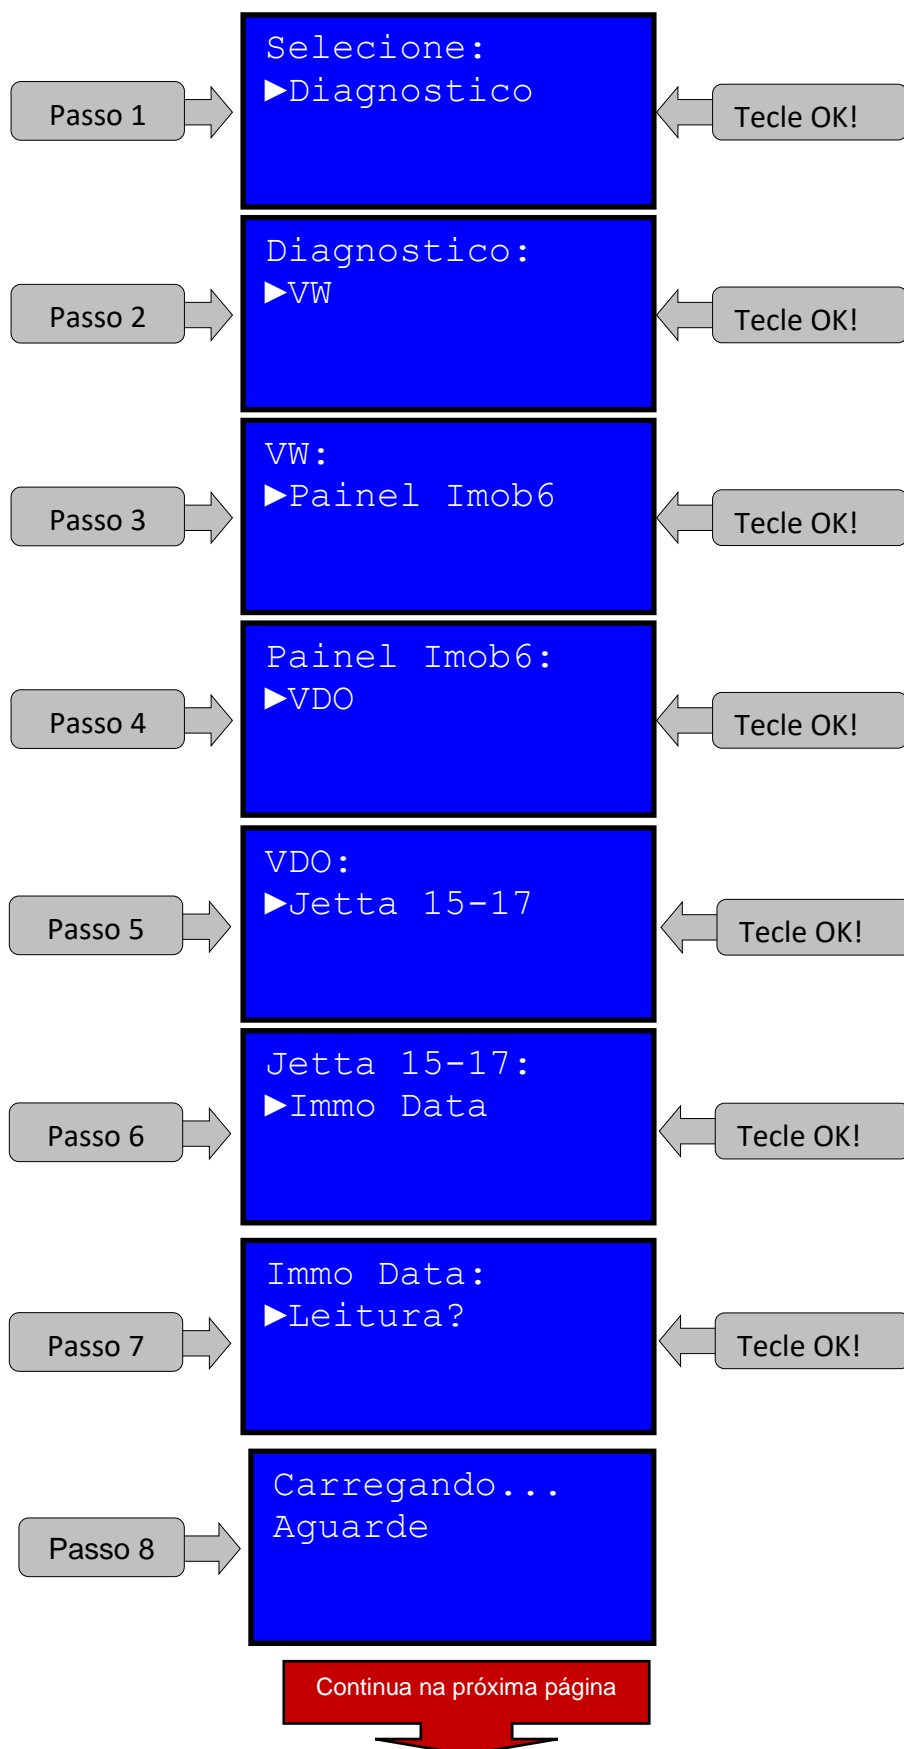 Selecione:
►Diagnostico
Passo 1
Tecle OK!
Diagnostico:
►VW
Passo 2
Tecle OK!
VW:
►Painel Imob6
Passo 3
Tecle OK!
Painel Imob6:
►VDO
Passo 4
Tecle OK!
VDO:
►Jetta 15-17
Passo 5
Tecle OK!
Jetta 15-17:
►Immo Data
Passo 6
Tecle OK!
Immo Data:
►Leitura?
Passo 7
Tecle OK!
Carregando...
Aguarde
Passo 8
Continua na próxima página